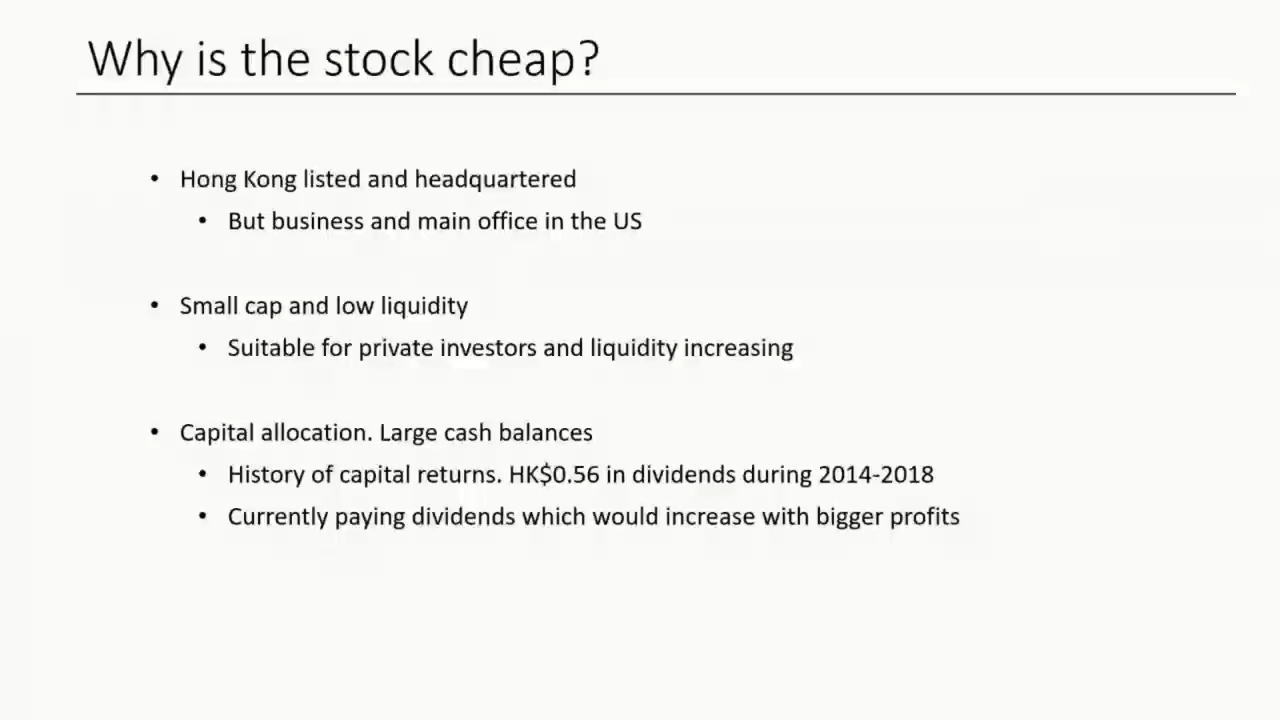 Why is the stock cheap?
• Hong Kong listed and headquartered
• But business and main office in the US
• Small cap and low liquidity
• Suitable for private investors and liquidity increasing
• Capital allocation. Large cash balances
• History of capital returns. HK$0.56 in dividends during 2014-2018
• Currently paying dividends which would increase with bigger profits